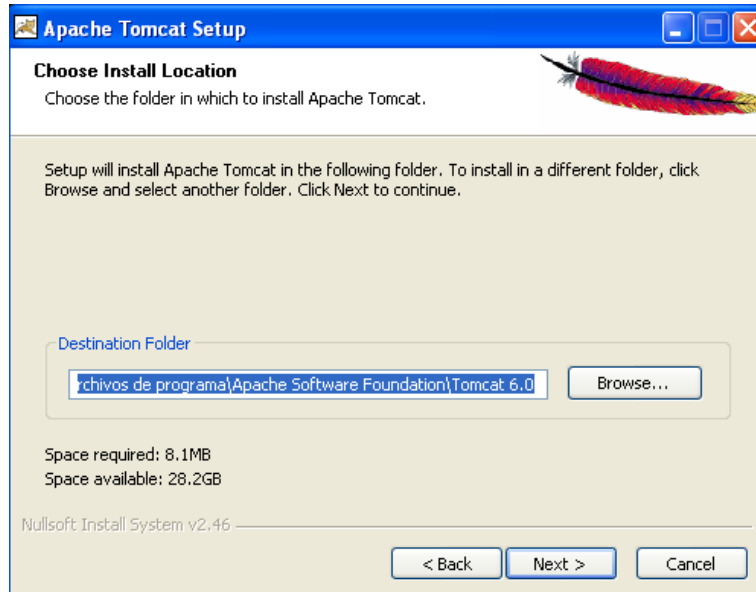 Apache Tomcat Setup
Choose Install Location
Choose the folder in which to install Apache Tomcat.
Setup will install Apache Tomcat in the following folder. To install in a different folder, click
Browse and select another folder. Click Next to continue.
Destination Folder
rchivos de programa\Apache Software Foundation\Tomcat 6.0
Browse...
Space required: 8.1MB
Space available: 28.2GB
Nullsoft Install System v2.46
< Back
Next >
Cancel